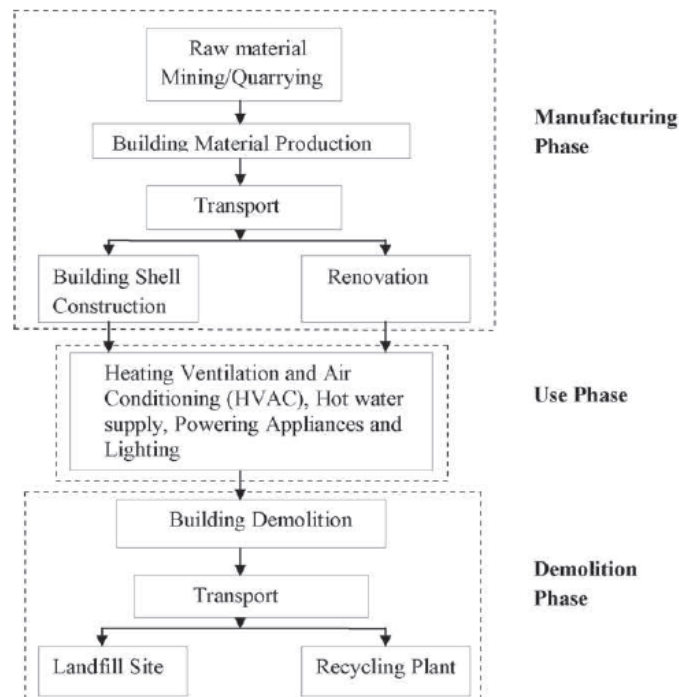 Raw material
Mining/Quarrying
Manufacturing
Phase
Building Material Production
Transport
Building Shell
Construction
Renovation
Heating Ventilation and Air
Conditioning (HVAC), Hot water
supply, Powering Appliances and
Lighting
Use Phase
Building Demolition
Demolition
Phase
Transport
Landfill Site
Recycling Plant